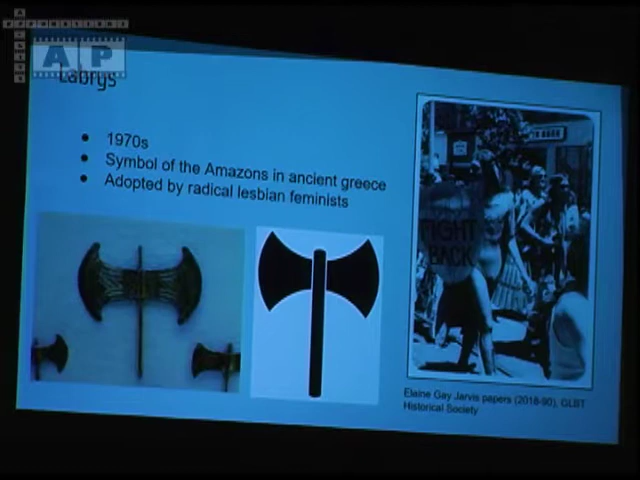 AP
Labrys
1970s
Symbol of the Amazons in ancient greece
Adopted by radical lesbian feminists
FIGHT
BACK
Elaine Gay Jarvis papers (2018-90), GLBT
Historical Society